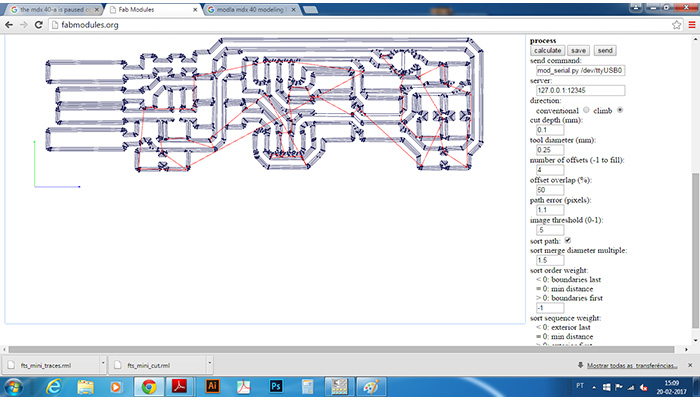 the mdx 40-a is paused co
Fab Modules
modla mdx 40 modeling
fabmodules.org
process
calculate save send
send command:
mod_serial.py /dev/ttyUSB0
server:
127.0.0.1:12345
direction:
conventional climb
cut depth (mm):
0.1
tool diameter (mm):
0.25
number of offsets (-1 to fill):
4
offset overlap (%):
50
path error (pixels):
1.1
image threshold (0-1):
.5
sort path:
sort merge diameter multiple:
1.5
sort order weight:
< 0: boundaries last
= 0: min distance
> 0: boundaries first
-1
sort sequence weight:
< 0: exterior last
= 0: min distance
fts_mini_traces.rml
fts_mini_cut.rml
Mostrar todas as transferências...
Ai
Ps
PT
15:09
20-02-2017